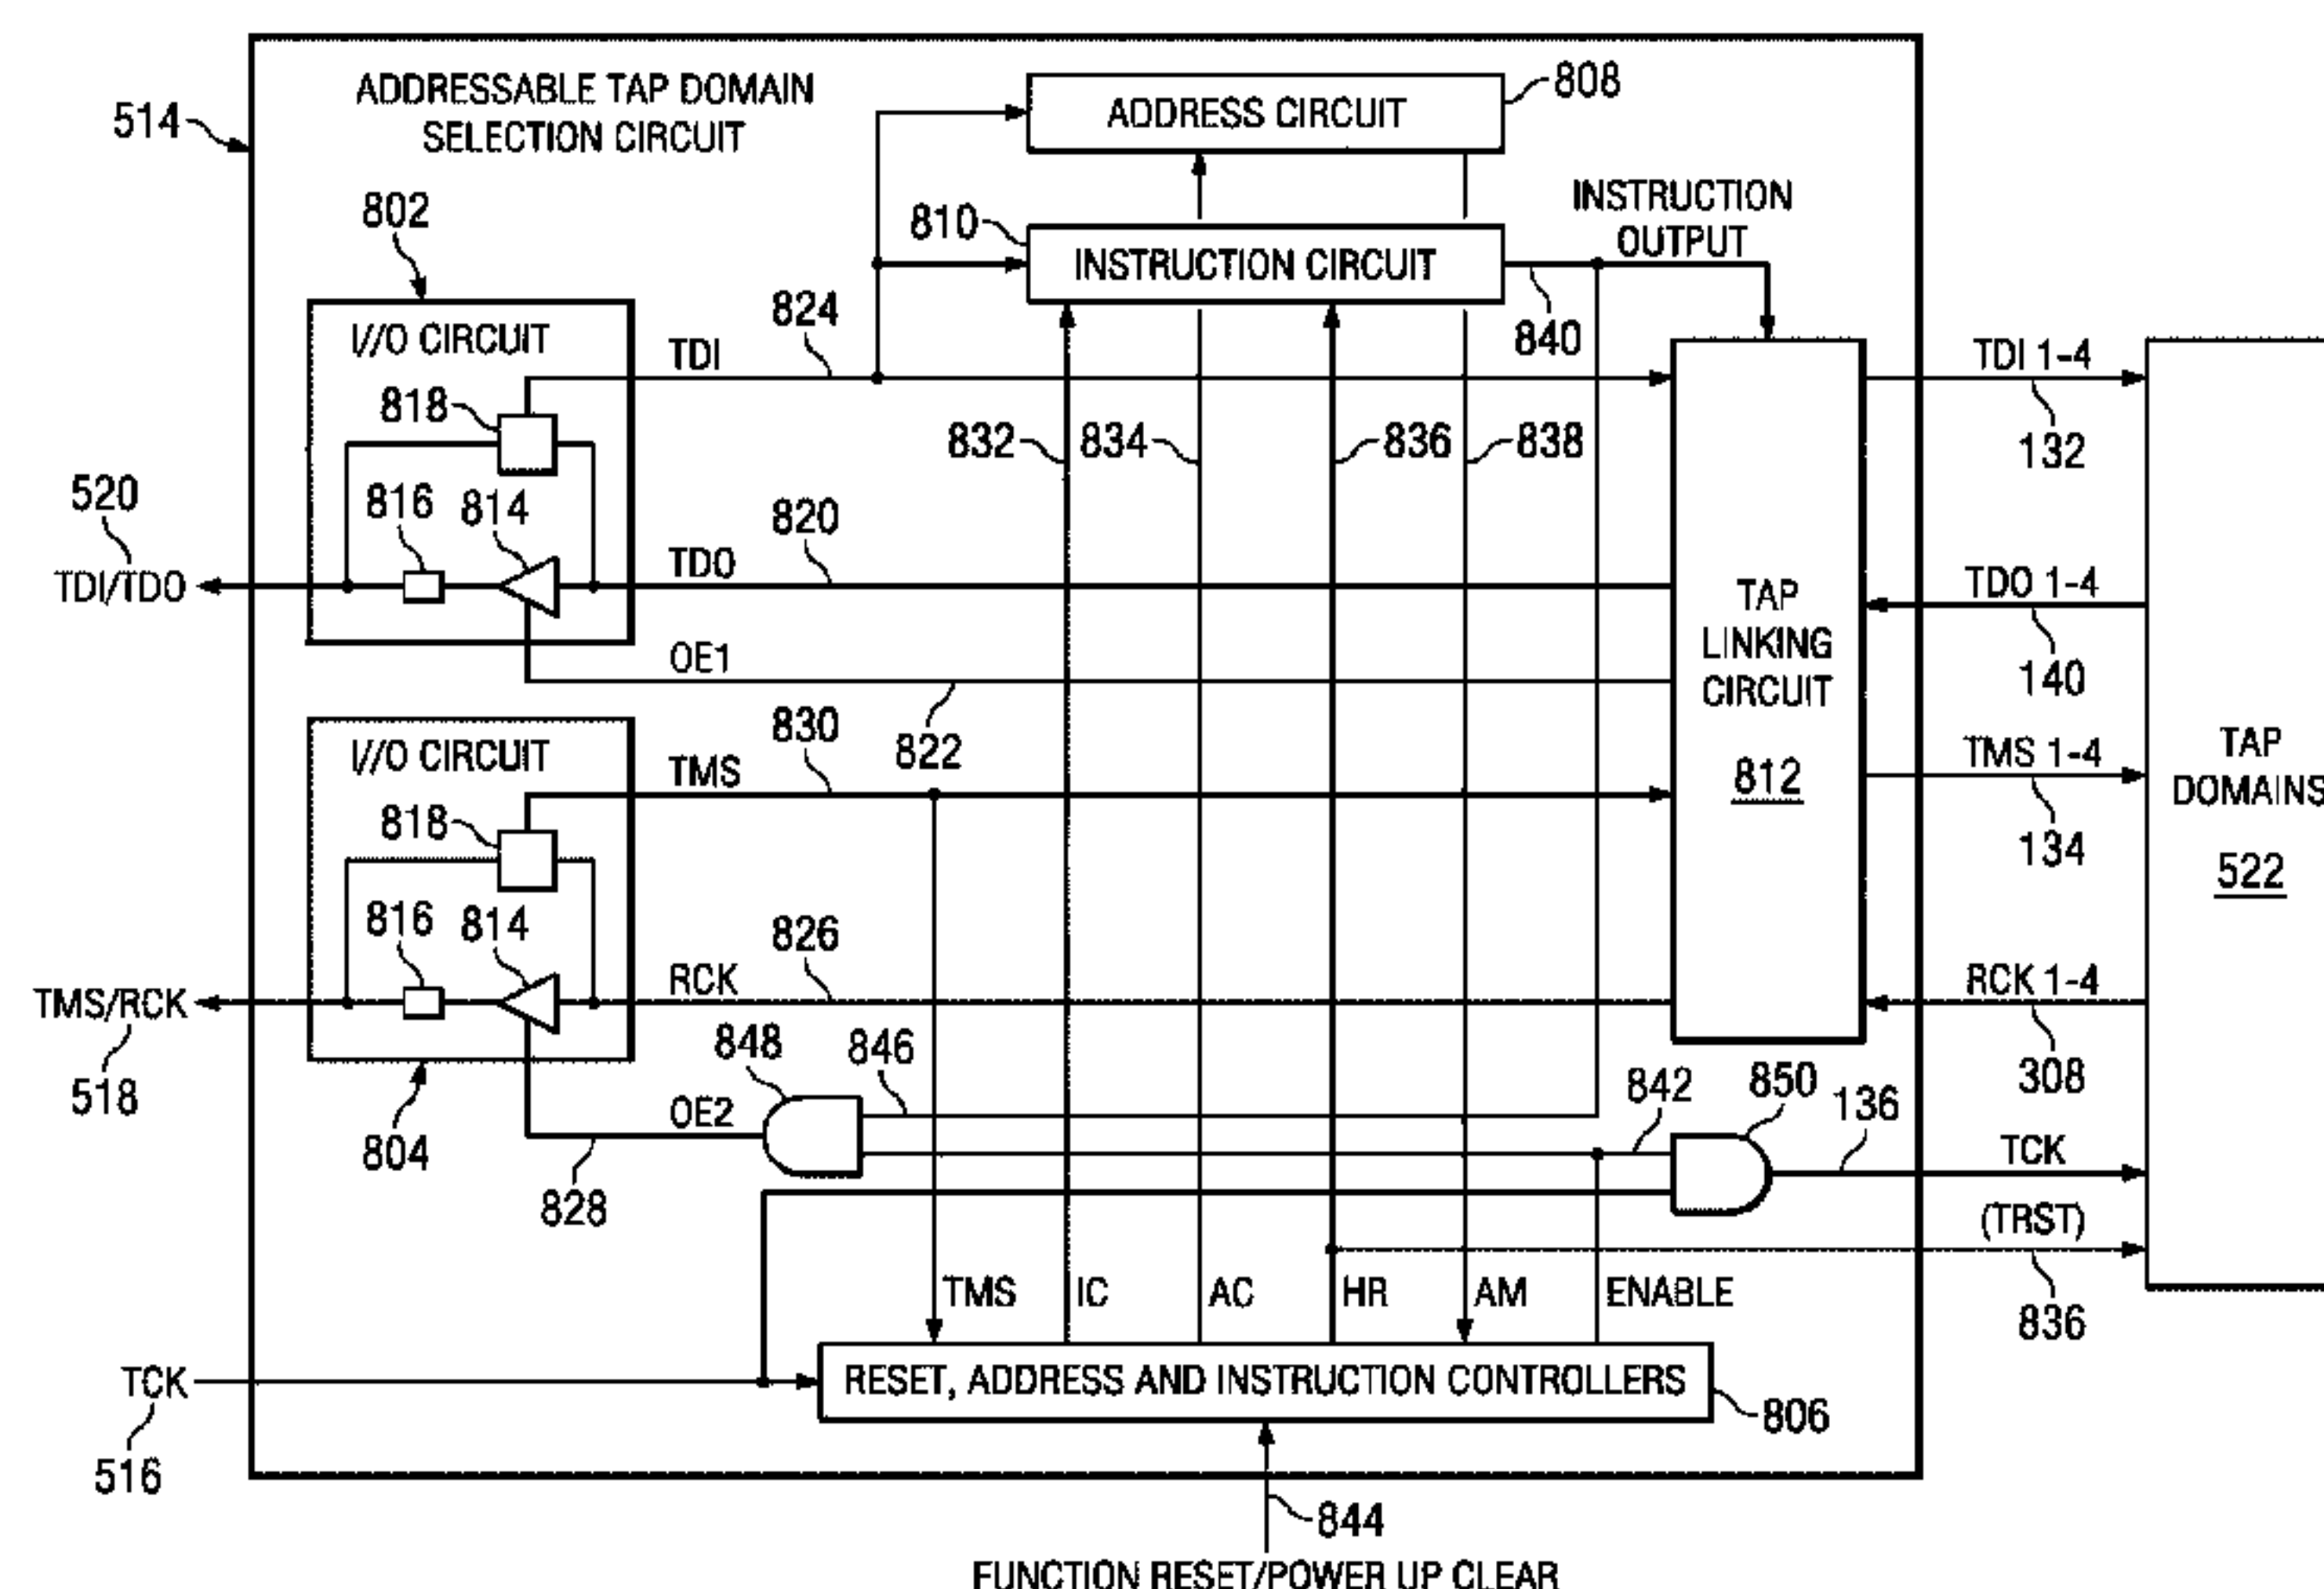 ADDRESSABLE TAP DOMAIN
SELECTION CIRCUIT
514
ADDRESS CIRCUIT
808
802
810
INSTRUCTION CIRCUIT
INSTRUCTION
OUTPUT
840
I//O CIRCUIT
818
816
814
TDI
824
TDO
820
OE1
822
520
TDI/TDO
832
834
836
838
TAP
LINKING
CIRCUIT
812
TDI 1-4
132
TDO 1-4
140
TMS 1-4
134
RCK 1-4
308
TAP
DOMAINS
522
I//O CIRCUIT
818
816
814
TMS
830
RCK
826
TMS/RCK
518
804
OE2
828
848
846
842
850
136
TCK
(TRST)
836
TMS
IC
AC
HR
AM
ENABLE
TCK
516
RESET, ADDRESS AND INSTRUCTION CONTROLLERS
806
844
FUNCTION RESET/POWER UP CLEAR